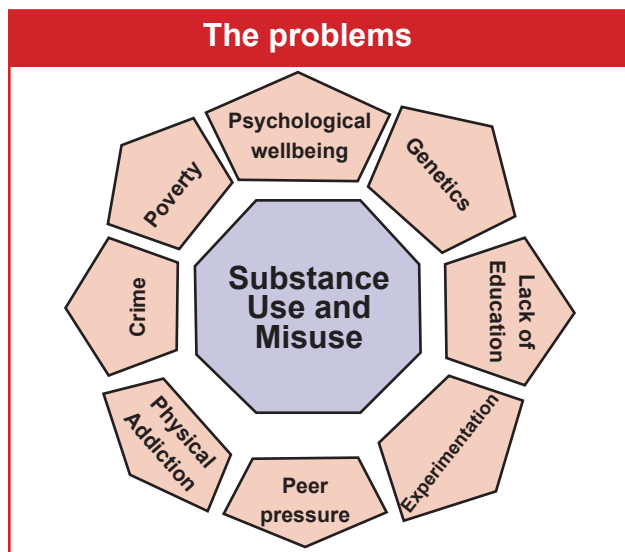 The problems
Psychological
wellbeing
Genetics
Lack of
Education
Experimentation
Peer
pressure
Physical
Addiction
Crime
Poverty
Substance
Use and
Misuse